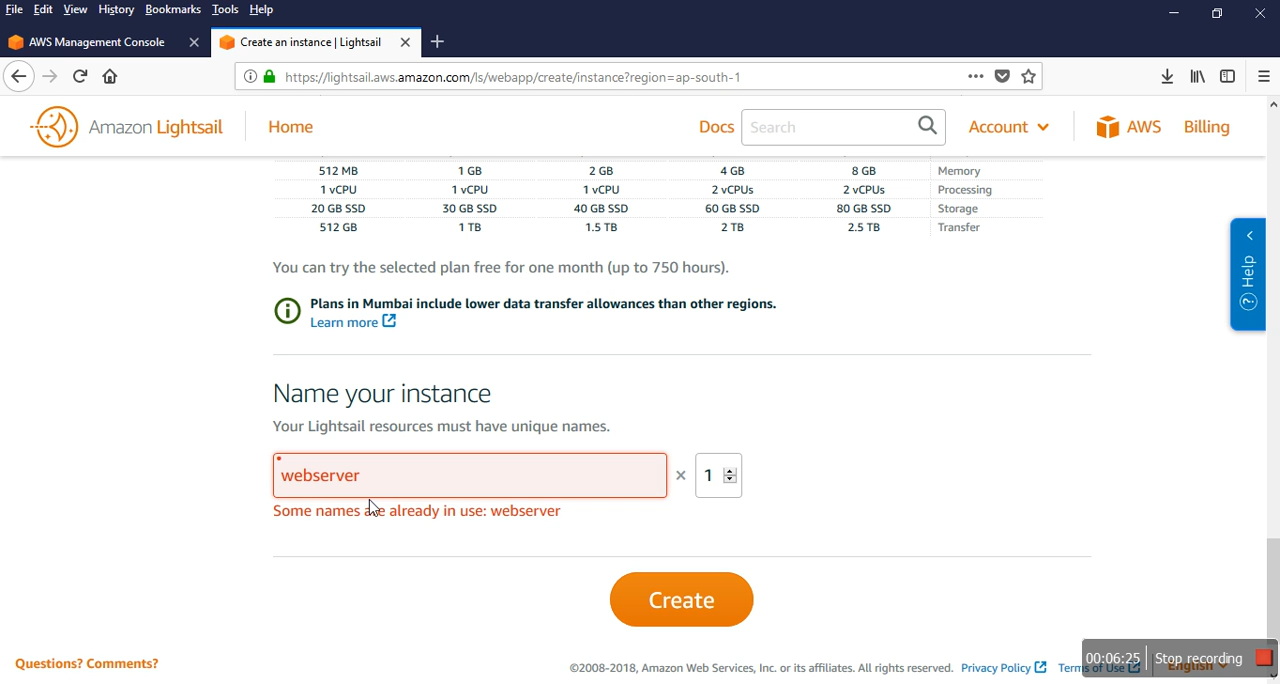 File Edit View History Bookmarks Tools Help
AWS Management Console
Create an instance | Lightsail
https://lightsail.aws.amazon.com/ls/webapp/create/instance?region=ap-south-1
Amazon Lightsail
Home
Docs
Search
Account
AWS
Billing
512 MB 1 GB 2 GB 4 GB 8 GB Memory
1 vCPU 1 vCPU 1 vCPU 2 vCPUs 2 vCPUs Processing
20 GB SSD 30 GB SSD 40 GB SSD 60 GB SSD 80 GB SSD Storage
512 GB 1 TB 1.5 TB 2 TB 2.5 TB Transfer
? Help
You can try the selected plan free for one month (up to 750 hours).
Plans in Mumbai include lower data transfer allowances than other regions.
Learn more
Name your instance
Your Lightsail resources must have unique names.
webserver
× 1
Some names are already in use: webserver
Create
Questions? Comments?
©2008-2018, Amazon Web Services, Inc. or its affiliates. All rights reserved. Privacy Policy Terms of Use English
00:06:25 Stop recording